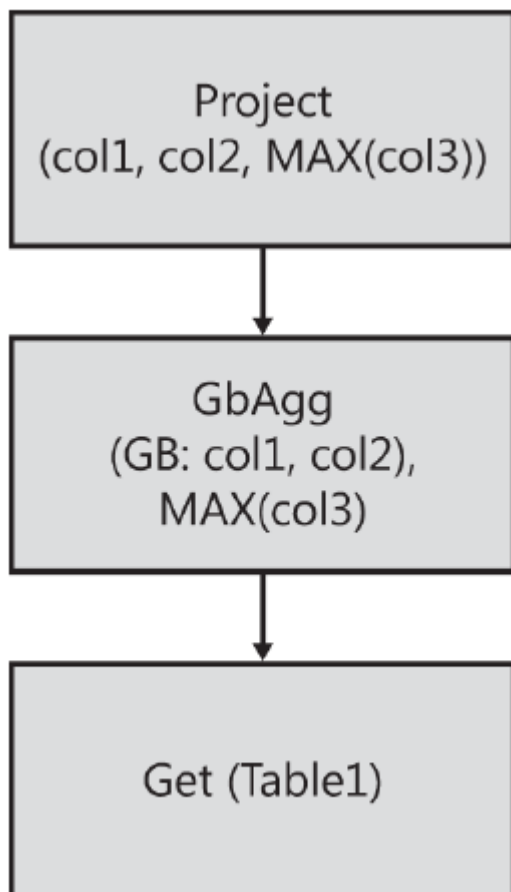 Project
(col1, col2, MAX(col3))
GbAgg
(GB: col1, col2),
MAX(col3)
Get (Table1)